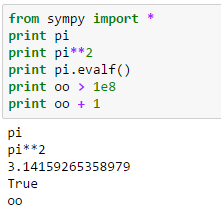 from sympy import *
print pi
print pi**2
print pi.evalf()
print oo > 1e8
print oo + 1
pi
pi**2
3.14159265358979
True
oo